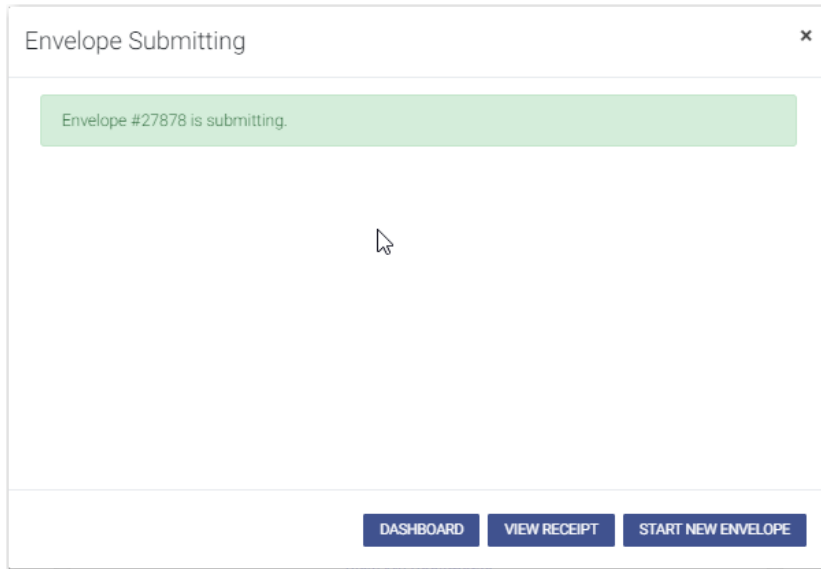 Envelope Submitting
×
Envelope #27878 is submitting.
DASHBOARD VIEW RECEIPT START NEW ENVELOPE